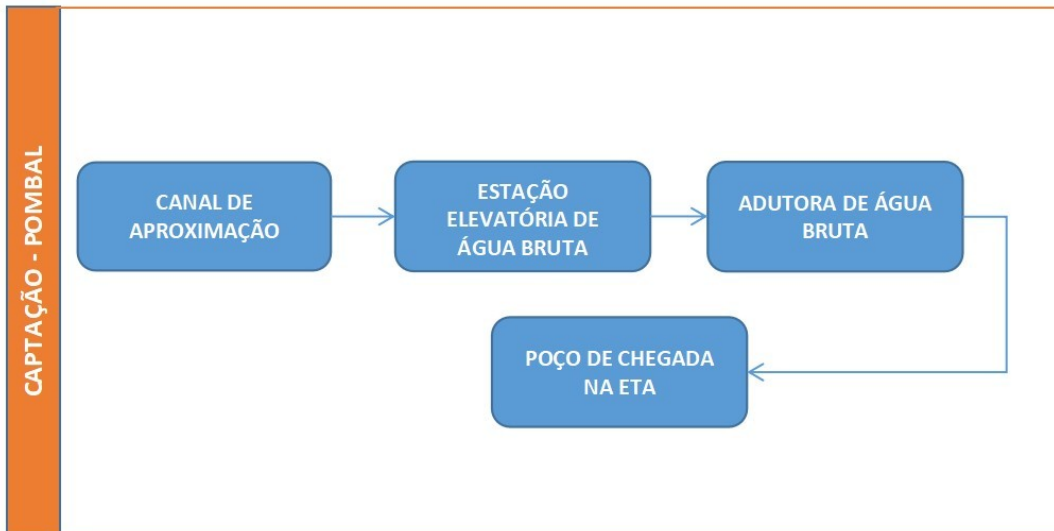 CAPTAÇÃO - POMBAL
CANAL DE
APROXIMAÇÃO
ESTAÇÃO
ELEVATÓRIA DE
ÁGUA BRUTA
ADUTORA DE ÁGUA
BRUTA
POÇO DE CHEGADA
NA ETA